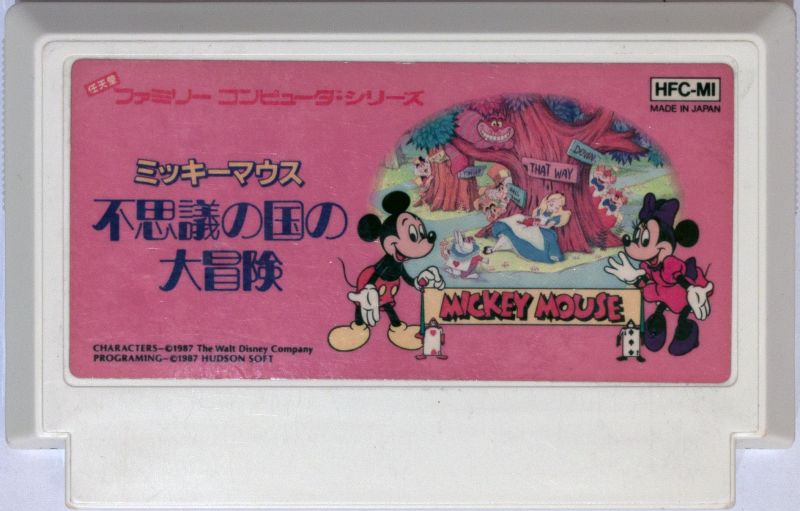 任天堂
ファミリー コンピュータ・シリーズ
HFC-MI
MADE IN JAPAN
ミッキーマウス
不思議の国の
大冒険
DOWN
THAT WAY
MICKEY MOUSE
CHARACTERS-©1987 The Walt Disney Company
PROGRAMING-©1987 HUDSON SOFT